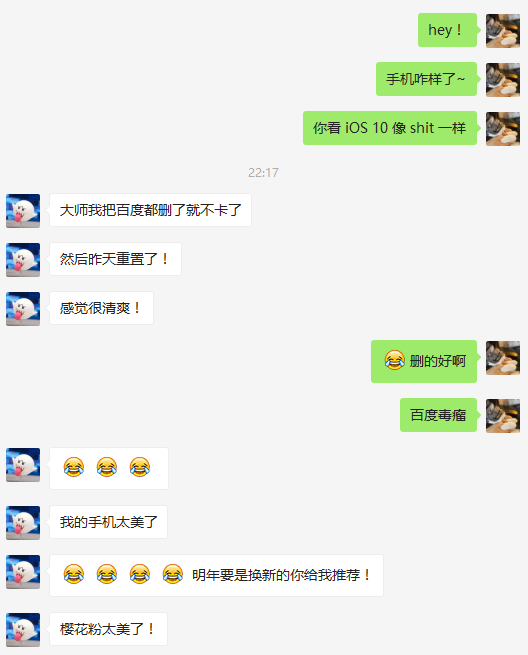 hey！
手机咋样了~
你看 iOS 10 像 shit 一样
22:17
大师我把百度都删了就不卡了
然后昨天重置了！
感觉很清爽！
😂 删的好啊
百度毒瘤
😂 😂 😂
我的手机太美了
😂 😂 😂 😂 明年要是换新的你给我推荐！
樱花粉太美了！